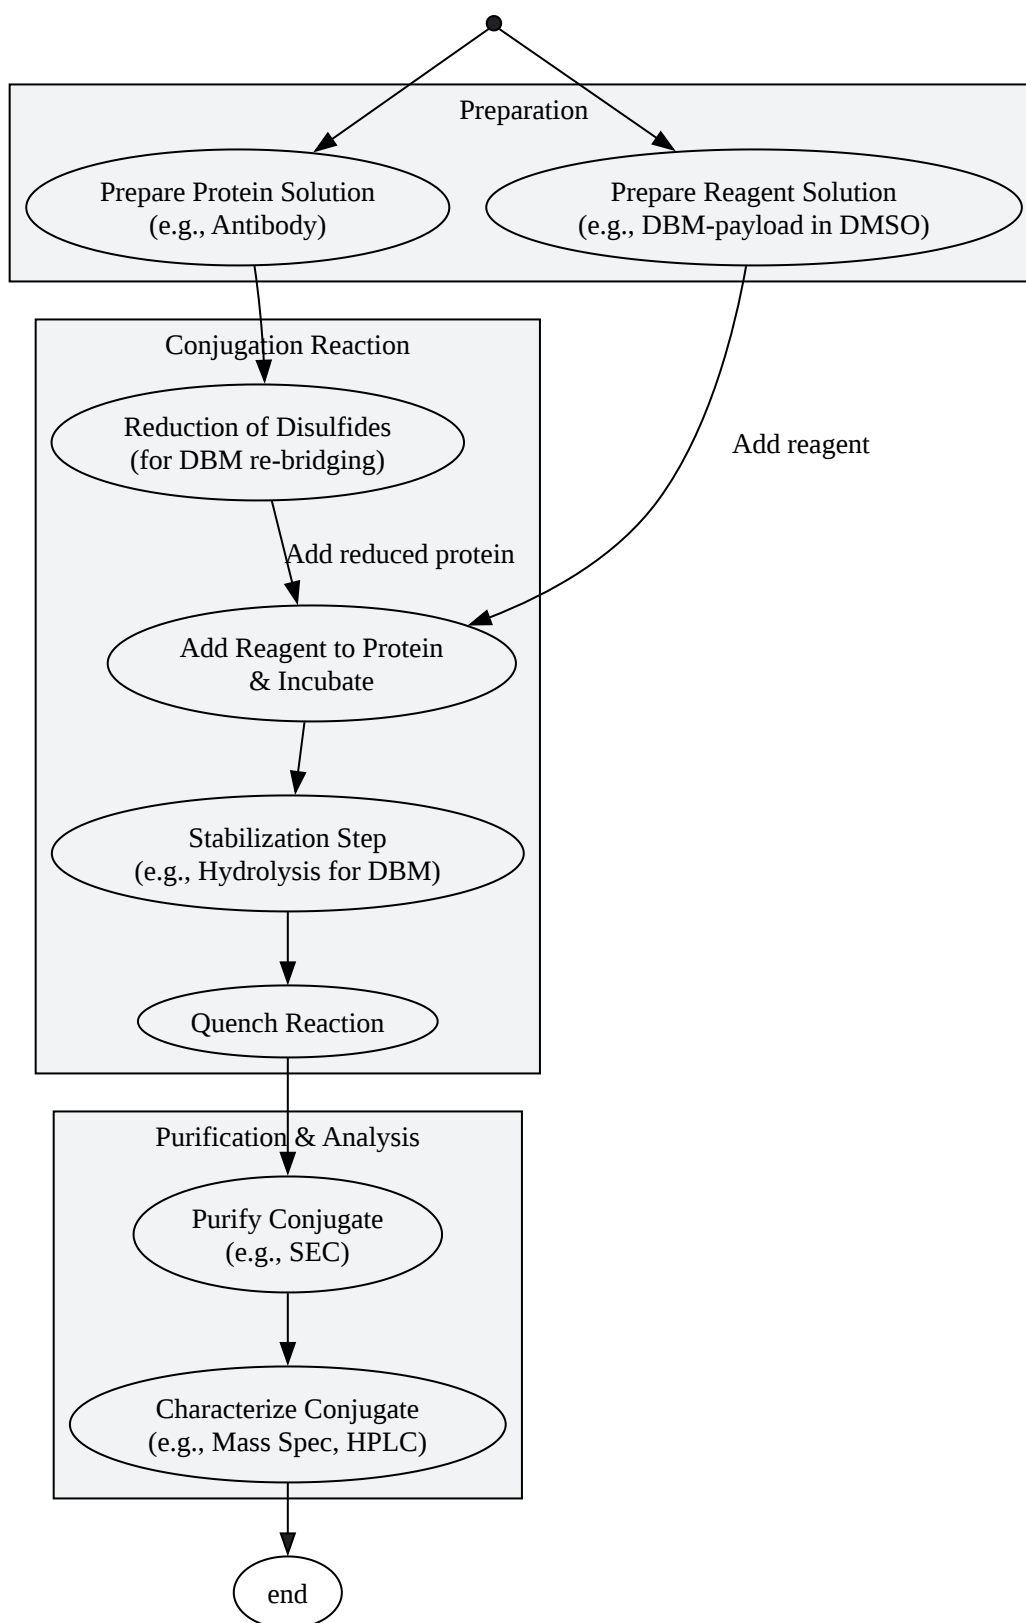 Preparation
Prepare Protein Solution
(e.g., Antibody)
Prepare Reagent Solution
(e.g., DBM-payload in DMSO)
Conjugation Reaction
Reduction of Disulfides
(for DBM re-bridging)
Add reagent
Add reduced protein
Add Reagent to Protein
& Incubate
Stabilization Step
(e.g., Hydrolysis for DBM)
Quench Reaction
Purification & Analysis
Purify Conjugate
(e.g., SEC)
Characterize Conjugate
(e.g., Mass Spec, HPLC)
end